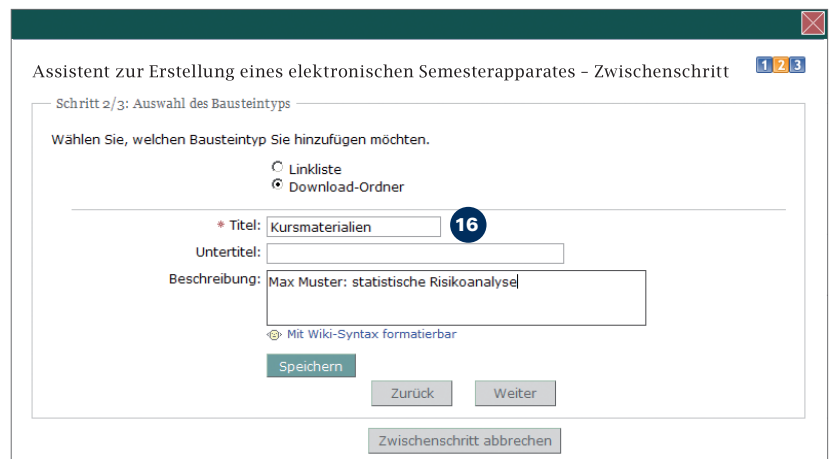 Assistent zur Erstellung eines elektronischen Semesterapparates – Zwischenschritt 1 2 3
Schritt 2/3: Auswahl des Bausteintyps
Wählen Sie, welchen Bausteintyp Sie hinzufügen möchten.
Linkliste
Download-Ordner
* Titel: Kursmaterialien 16
Untertitel:
Beschreibung: Max Muster: statistische Risikoanalyse
Mit Wiki-Syntax formatierbar
Speichern
Zurück Weiter
Zwischenschritt abbrechen